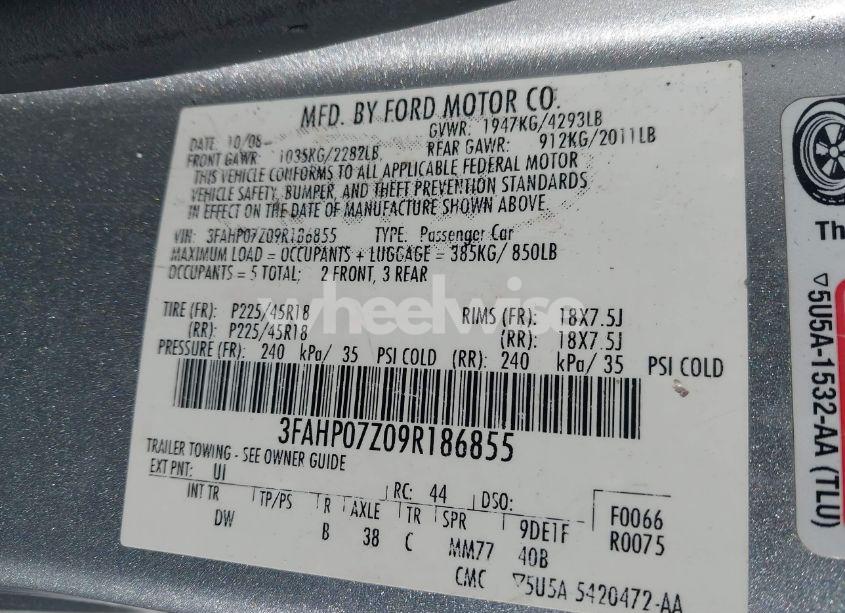 MFD. BY FORD MOTOR CO.
DATE: 10/08 GVWR: 1947KG/4293LB
FRONT GAWR: 1035KG/2282LB REAR GAWR: 912KG/2011LB
THIS VEHICLE CONFORMS TO ALL APPLICABLE FEDERAL MOTOR
VEHICLE SAFETY, BUMPER, AND THEFT PREVENTION STANDARDS
IN EFFECT ON THE DATE OF MANUFACTURE SHOWN ABOVE.
VIN: 3FAHP07Z09R186855 TYPE: Passenger Car
MAXIMUM LOAD = OCCUPANTS + LUGGAGE = 385KG/ 850LB
OCCUPANTS = 5 TOTAL: 2 FRONT, 3 REAR
wheelwise
TIRE (FR): P225/45R18 RIMS (FR): 18X7.5J
(RR): P225/45R18 (RR): 18X7.5J
PRESSURE (FR): 240 kPa/ 35 PSI COLD (RR): 240 kPa/ 35 PSI COLD
3FAHP07Z09R186855
TRAILER TOWING - SEE OWNER GUIDE
EXT PNT: UI RC: 44 DSO: F0066
INT TR TP/PS R AXLE TR SPR 9DE1F R0075
DW B 38 C MM77 40B
CMC ▽5U5A 5420472-AA
Th
▽5U5A-1532-AA (TLU)